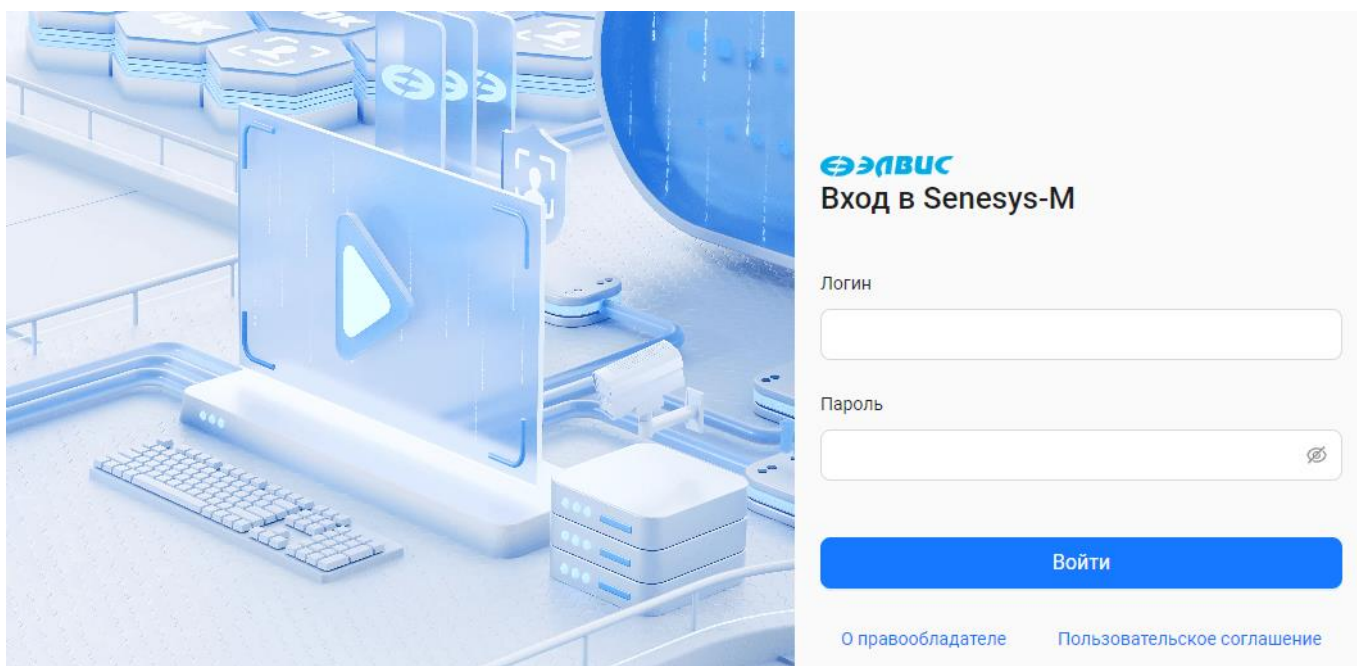 ЭЛВИС
Вход в Senesys-M
Логин
Пароль
Войти
О правообладателе
Пользовательское соглашение